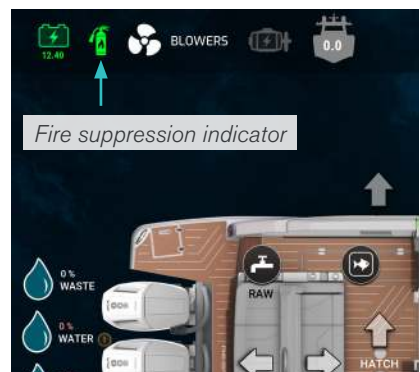 12.40
BLOWERS
0.0
Fire suppression indicator
0 %
WASTE
0 %
WATER
RAW
HATCH